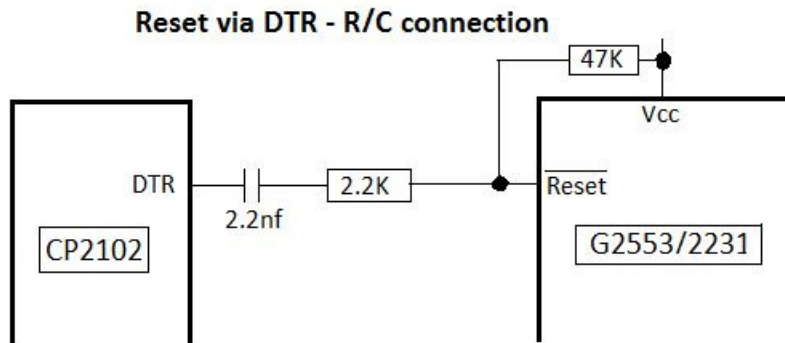 Reset via DTR - R/C connection
47K
Vcc
DTR
2.2K
Reset
2.2nf
CP2102
G2553/2231